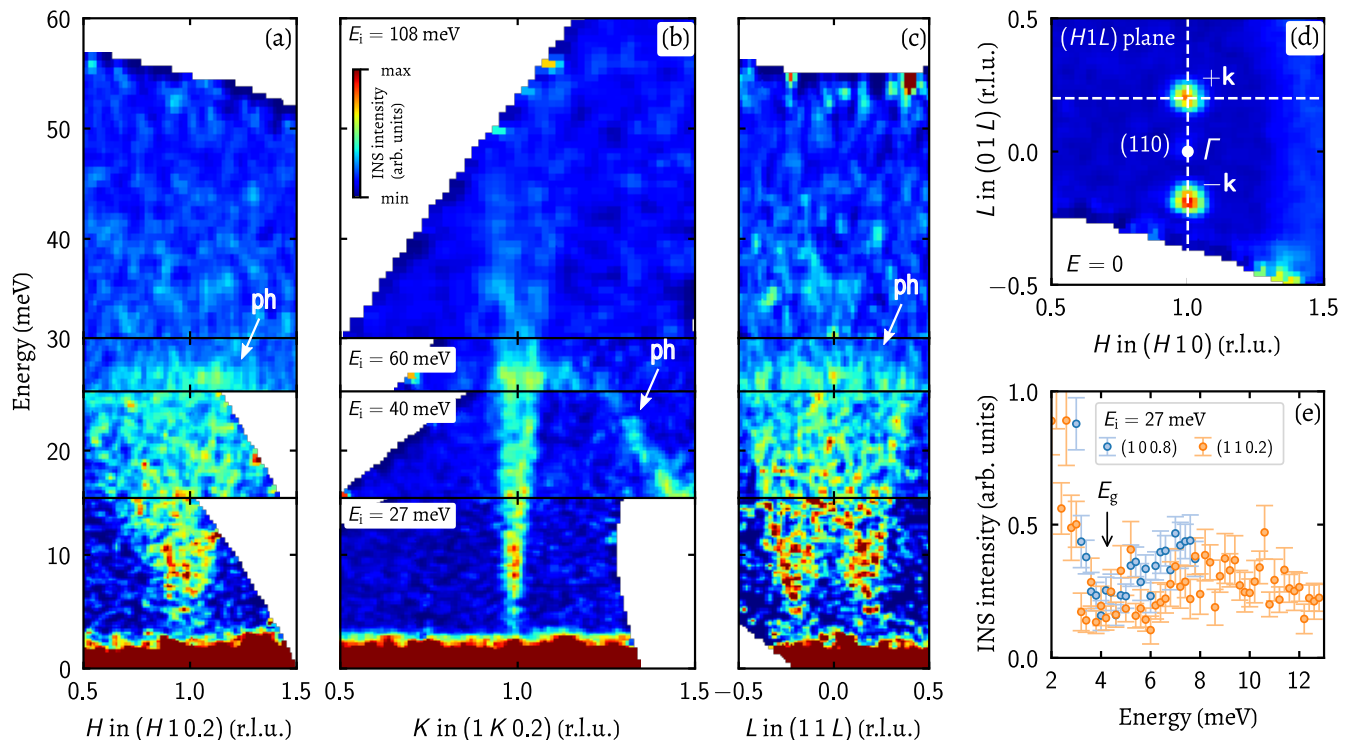 (a)
(b)
(c)
(d)
(e)
Energy (meV)
60
50
40
30
20
10
0
E_i = 108 meV
max
INS intensity
(arb. units)
min
ph
ph
ph
E_i = 60 meV
E_i = 40 meV
E_i = 27 meV
0.5 1.0 1.5
H in (H 1 0.2) (r.l.u.)
0.5 1.0 1.5
K in (1 K 0.2) (r.l.u.)
−0.5 0.0 0.5
L in (1 1 L) (r.l.u.)
(H1L) plane
+k
(110) Γ
−k
E = 0
L in (0 1 L) (r.l.u.)
0.5
0.0
−0.5
0.5 1.0 1.5
H in (H 1 0) (r.l.u.)
E_i = 27 meV
(1 0 0.8) (1 1 0.2)
E_g
INS intensity (arb. units)
1.0
0.5
0.0
2 4 6 8 10 12
Energy (meV)